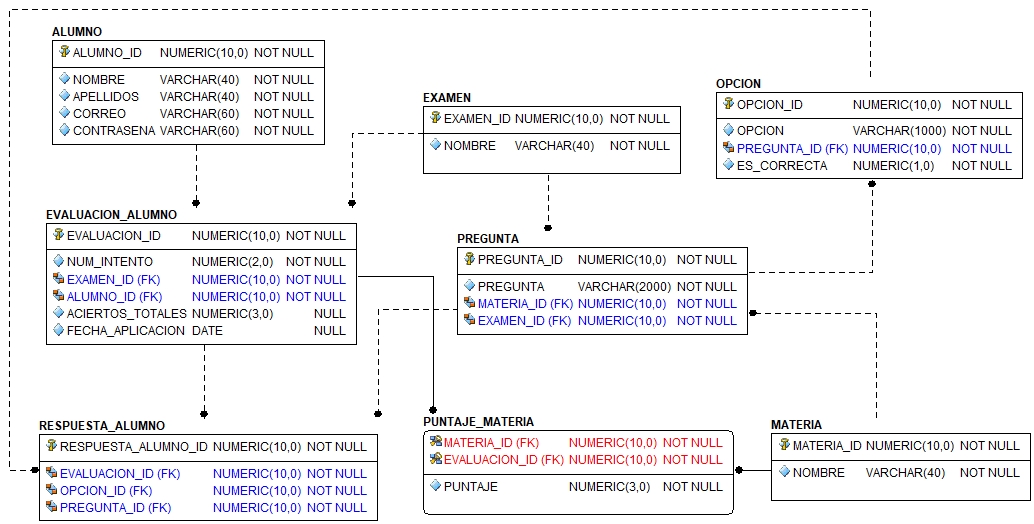 ALUMNO
ALUMNO_ID NUMERIC(10,0) NOT NULL
NOMBRE VARCHAR(40) NOT NULL
APELLIDOS VARCHAR(40) NOT NULL
CORREO VARCHAR(60) NOT NULL
CONTRASENA VARCHAR(60) NOT NULL
EXAMEN
EXAMEN_ID NUMERIC(10,0) NOT NULL
NOMBRE VARCHAR(40) NOT NULL
OPCION
OPCION_ID NUMERIC(10,0) NOT NULL
OPCION VARCHAR(1000) NOT NULL
PREGUNTA_ID (FK) NUMERIC(10,0) NOT NULL
ES_CORRECTA NUMERIC(1,0) NOT NULL
EVALUACION_ALUMNO
EVALUACION_ID NUMERIC(10,0) NOT NULL
NUM_INTENTO NUMERIC(2,0) NOT NULL
EXAMEN_ID (FK) NUMERIC(10,0) NOT NULL
ALUMNO_ID (FK) NUMERIC(10,0) NOT NULL
ACIERTOS_TOTALES NUMERIC(3,0) NULL
FECHA_APLICACION DATE NULL
PREGUNTA
PREGUNTA_ID NUMERIC(10,0) NOT NULL
PREGUNTA VARCHAR(2000) NOT NULL
MATERIA_ID (FK) NUMERIC(10,0) NOT NULL
EXAMEN_ID (FK) NUMERIC(10,0) NOT NULL
RESPUESTA_ALUMNO
RESPUESTA_ALUMNO_ID NUMERIC(10,0) NOT NULL
EVALUACION_ID (FK) NUMERIC(10,0) NOT NULL
OPCION_ID (FK) NUMERIC(10,0) NOT NULL
PREGUNTA_ID (FK) NUMERIC(10,0) NOT NULL
PUNTAJE_MATERIA
MATERIA_ID (FK) NUMERIC(10,0) NOT NULL
EVALUACION_ID (FK) NUMERIC(10,0) NOT NULL
PUNTAJE NUMERIC(3,0) NOT NULL
MATERIA
MATERIA_ID NUMERIC(10,0) NOT NULL
NOMBRE VARCHAR(40) NOT NULL